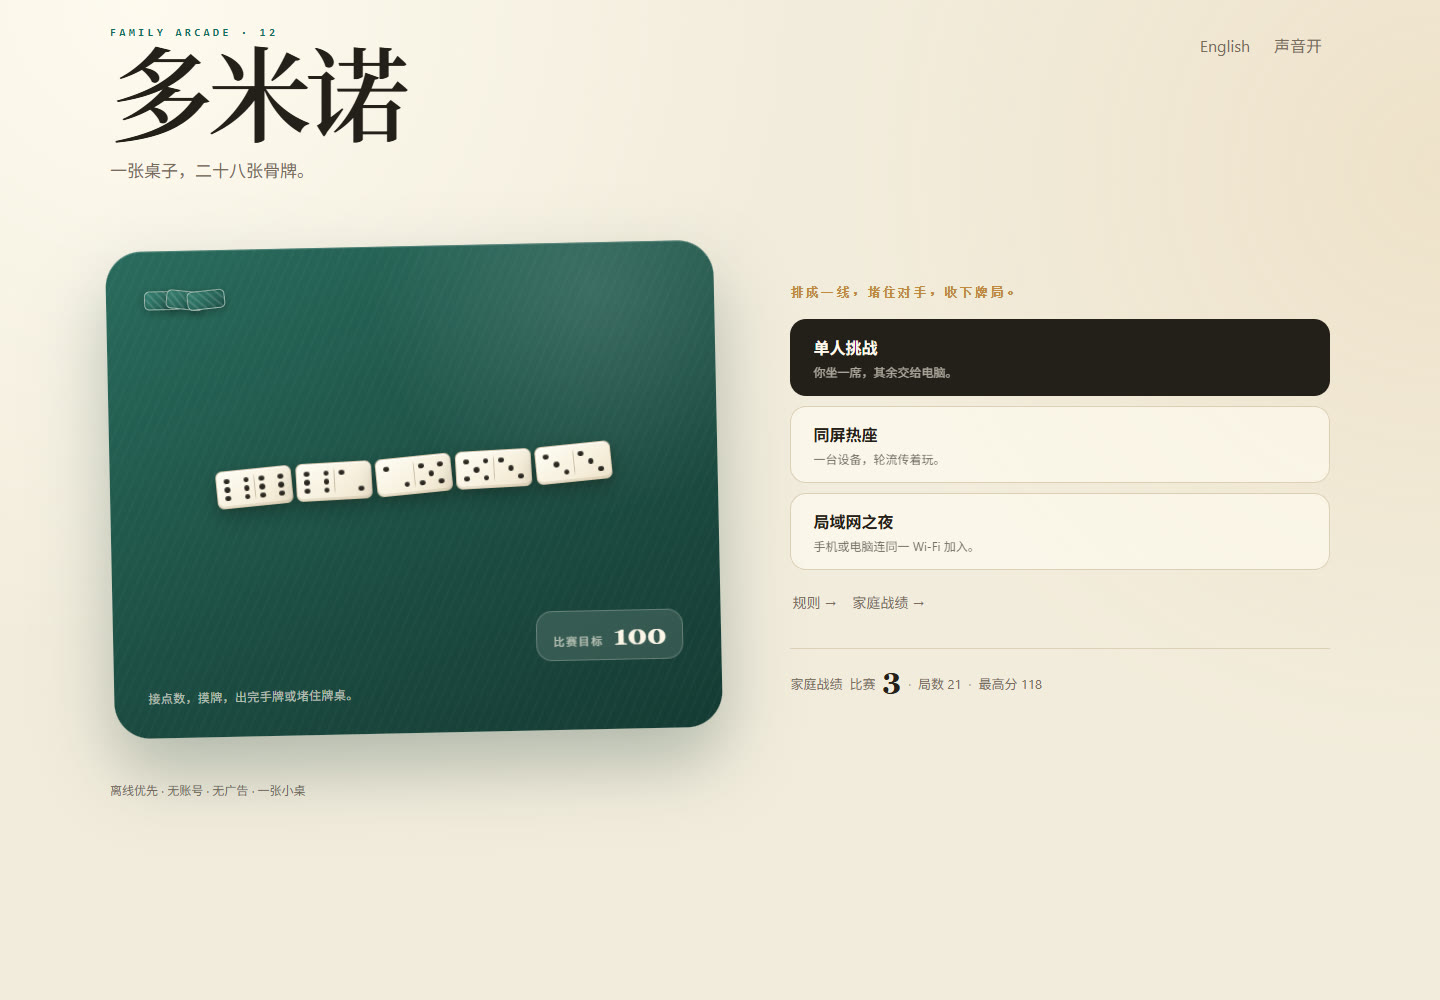 FAMILY ARCADE · 12
多米诺
一张桌子，二十八张骨牌。
English 声音开
排成一线，堵住对手，收下牌局。
单人挑战
你坐一席，其余交给电脑。
同屏热座
一台设备，轮流传着玩。
局域网之夜
手机或电脑连同一 Wi-Fi 加入。
规则 → 家庭战绩 →
家庭战绩 比赛 3 · 局数 21 · 最高分 118
比赛目标 100
接点数，摸牌，出完手牌或堵住牌桌。
离线优先 · 无账号 · 无广告 · 一张小桌